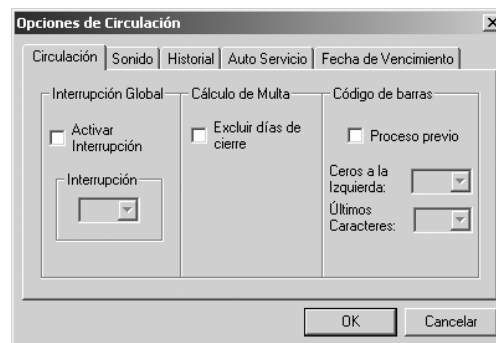 Opciones de Circulación
Circulación
Sonido
Historial
Auto Servicio
Fecha de Vencimiento
Interrupción Global
Activar
Interrupción
Interrupción
Cálculo de Multa
Excluir días de
cierre
Código de barras
Proceso previo
Ceros a la
Izquierda:
Últimos
Caracteres:
OK
Cancelar